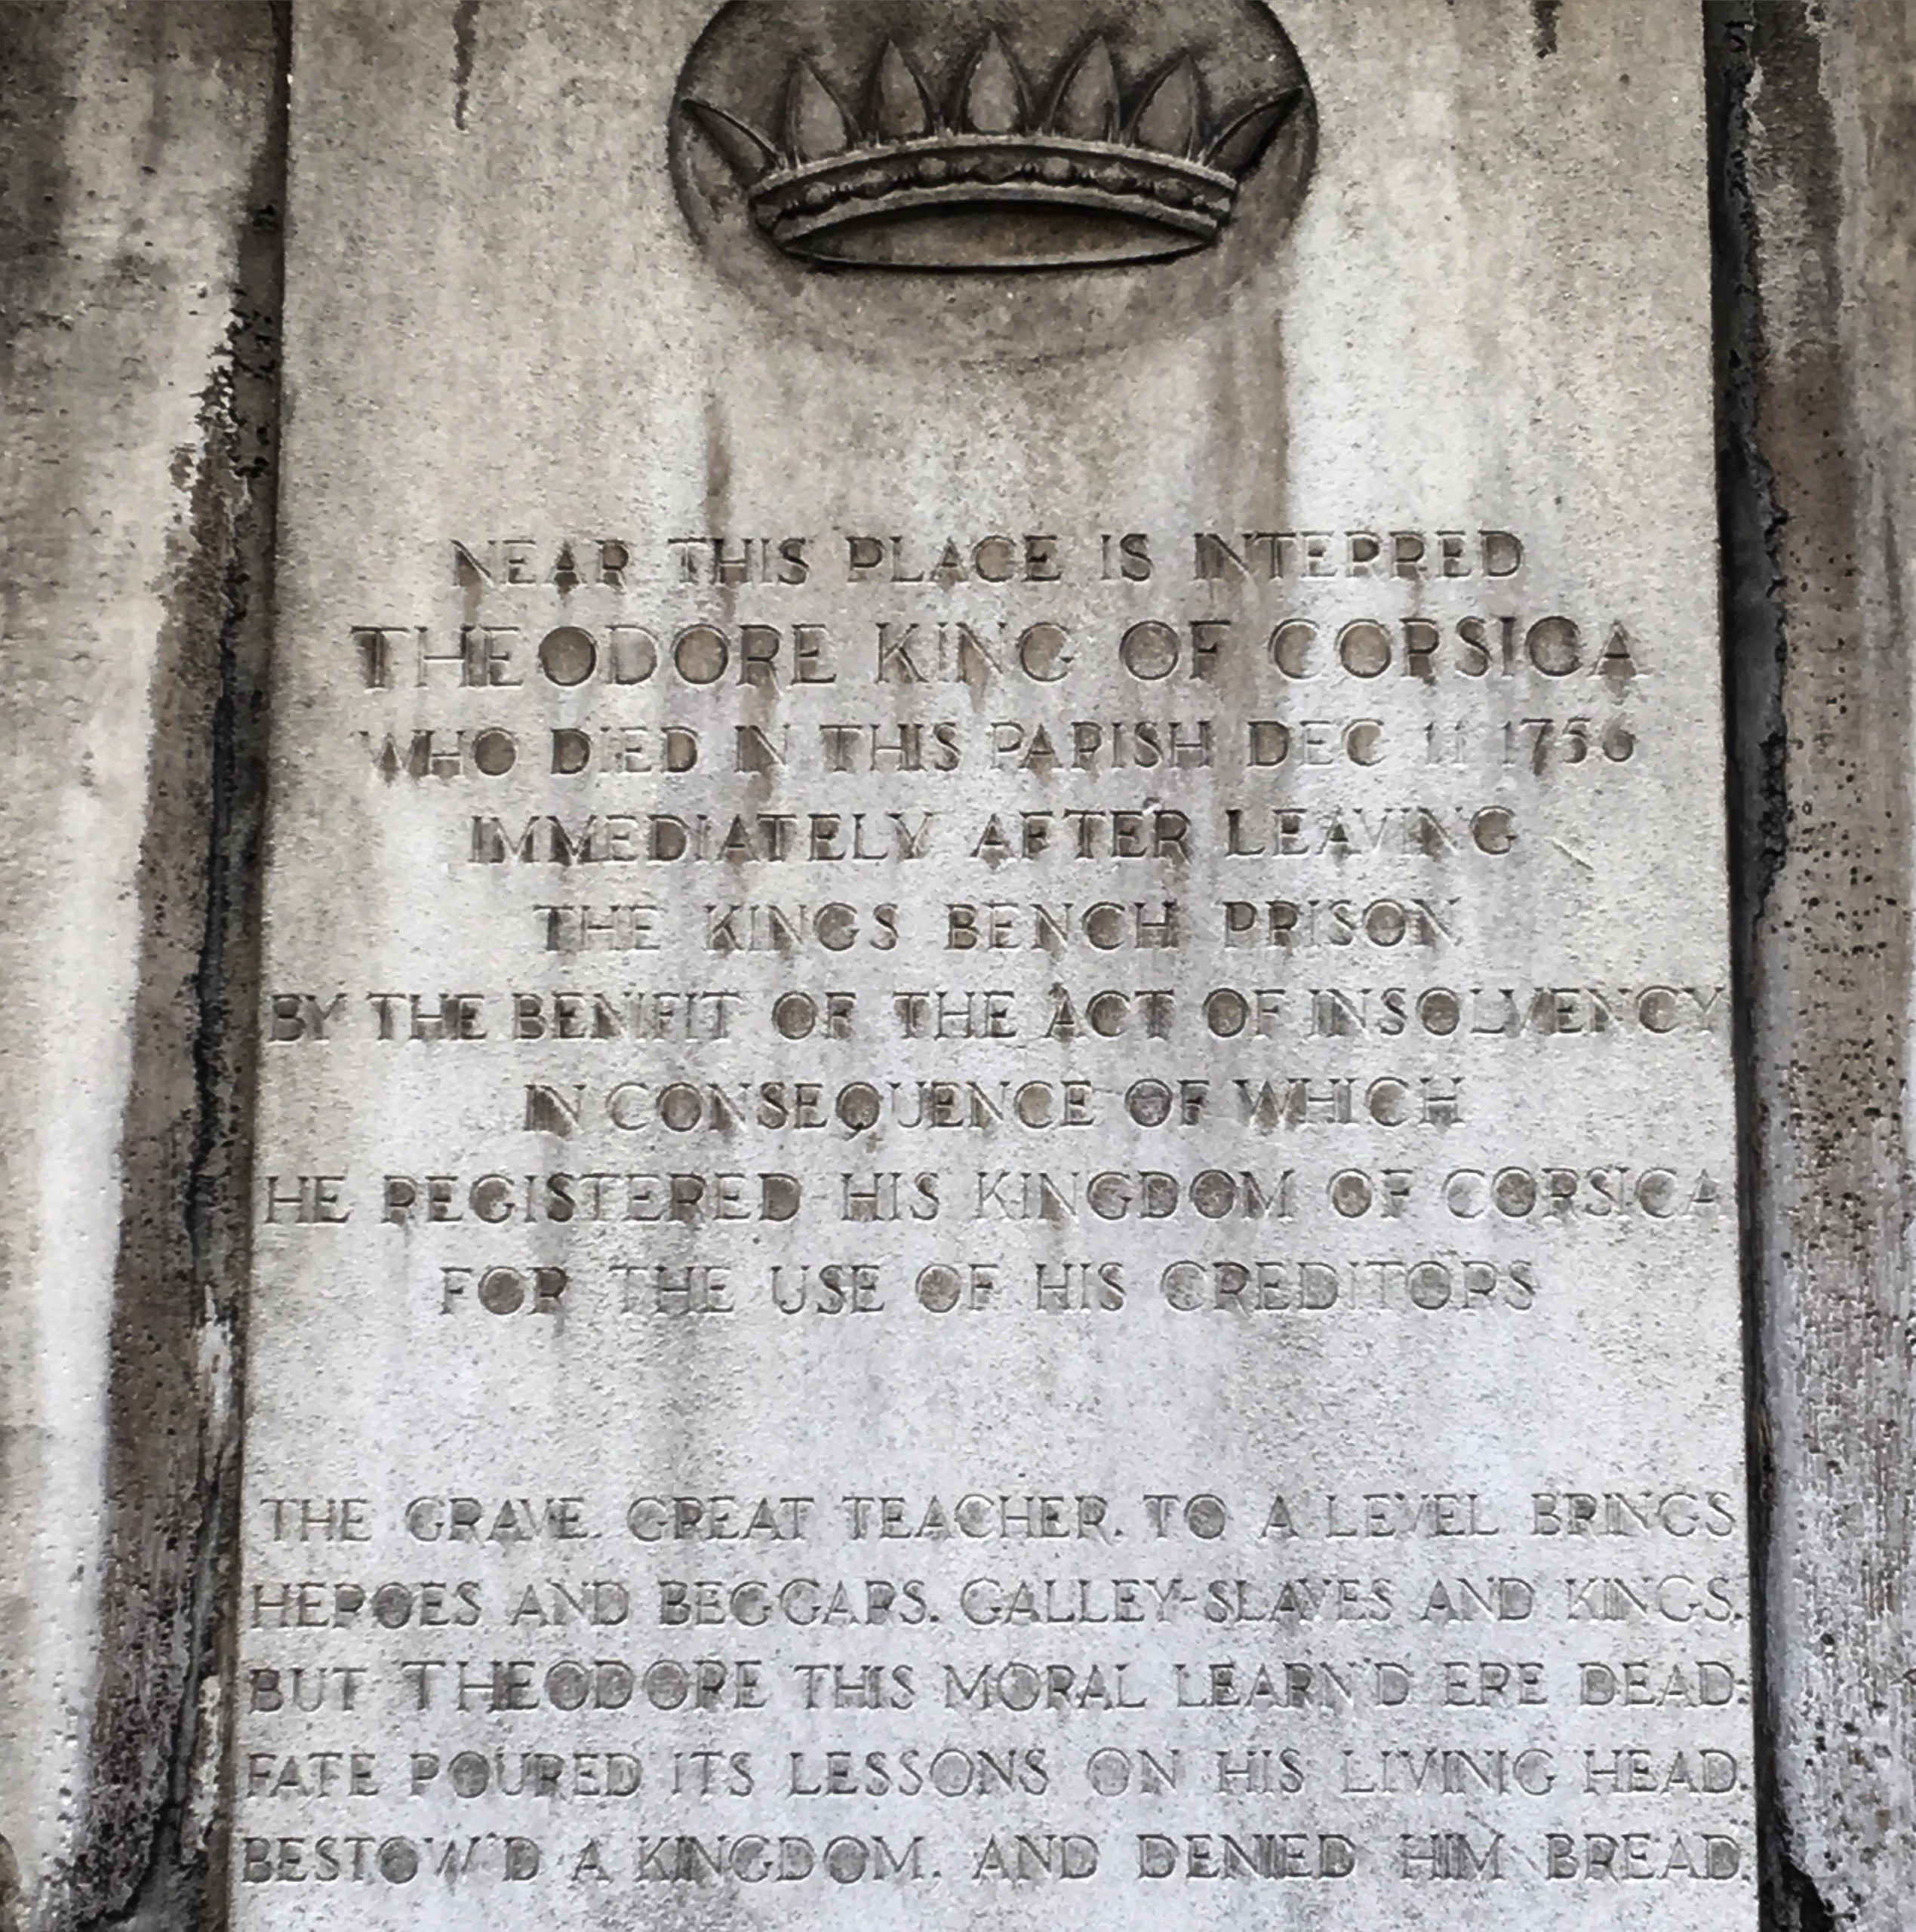 NEAR THIS PLACE IS INTERRED
THEODORE KING OF CORSICA
WHO DIED IN THIS PARISH DEC 11 1756
IMMEDIATELY AFTER LEAVING
THE KINGS BENCH PRISON
BY THE BENIFIT OF THE ACT OF INSOLVENCY
IN CONSEQUENCE OF WHICH
HE REGISTERED HIS KINGDOM OF CORSICA
FOR THE USE OF HIS CREDITORS
THE GRAVE, GREAT TEACHER, TO A LEVEL BRINGS
HEROES AND BEGGARS, GALLEY-SLAVES AND KINGS,
BUT THEODORE THIS MORAL LEARN'D ERE DEAD;
FATE POURED ITS LESSONS ON HIS LIVING HEAD,
BESTOW'D A KINGDOM, AND DENIED HIM BREAD.